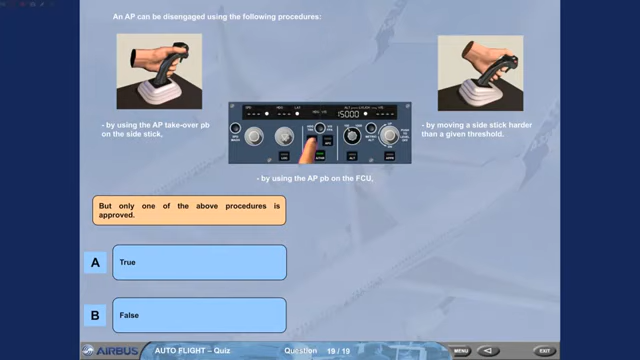 An AP can be disengaged using the following procedures:
- by using the AP take-over pb
on the side stick,
- by moving a side stick harder
than a given threshold.
15000
- by using the AP pb on the FCU,
But only one of the above procedures is
approved.
A
True
B
False
AIRBUS
AUTO FLIGHT – Quiz
Question 19 / 19
MENU
EXIT